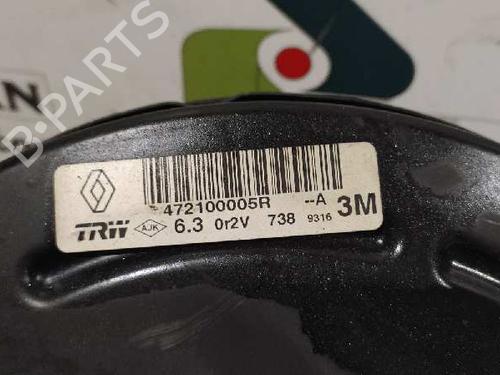 B-PARTS
472100005R --A
3M
TRW AJK 6.3 0r2V 738 9316